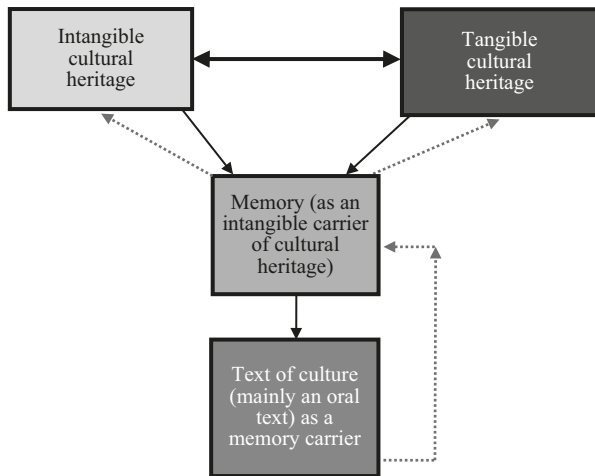 Intangible
cultural
heritage
Tangible
cultural
heritage
Memory (as an
intangible carrier
of cultural
heritage)
Text of culture
(mainly an oral
text) as a
memory carrier